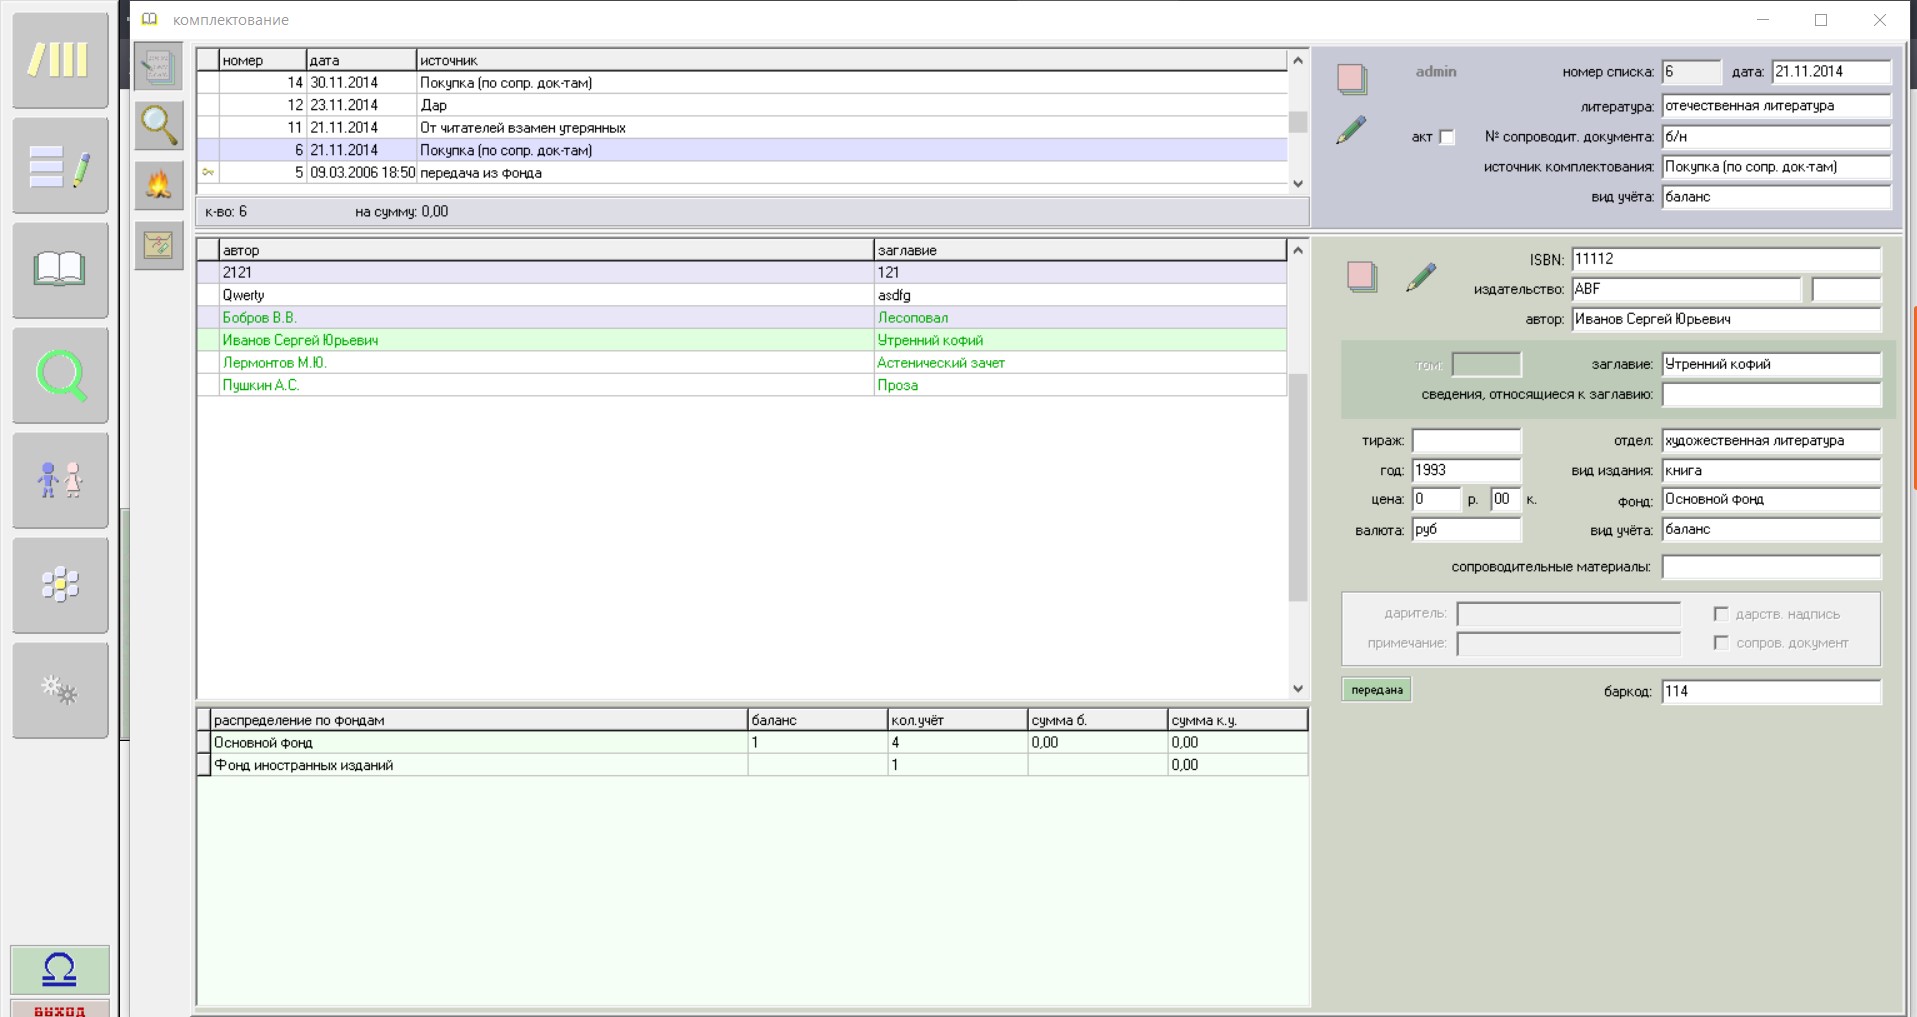 комплектование
номер дата источник
14 30.11.2014 Покупка (по сопр. док-там)
12 23.11.2014 Дар
11 21.11.2014 От читателей взамен утерянных
6 21.11.2014 Покупка (по сопр. док-там)
5 09.03.2006 18:50 передача из фонда
к-во: 6 на сумму: 0,00
admin номер списка: 6 дата: 21.11.2014
литература: отечественная литература
акт № сопроводит. документа: б/н
источник комплектования: Покупка (по сопр. док-там)
вид учёта: баланс
автор заглавие
2121 121
Qwerty asdfg
Бобров В.В. Лесоповал
Иванов Сергей Юрьевич Утренний кофий
Лермонтов М.Ю. Астенический зачет
Пушкин А.С. Проза
ISBN: 11112
издательство: ABF
автор: Иванов Сергей Юрьевич
том: заглавие: Утренний кофий
сведения, относящиеся к заглавию:
тираж: отдел: художественная литература
год: 1993 вид издания: книга
цена: 0 р. 00 к. фонд: Основной фонд
валюта: руб вид учёта: баланс
сопроводительные материалы:
даритель: дарств. надпись
примечание: сопров. документ
передана баркод: 114
распределение по фондам баланс кол.учёт сумма б. сумма к.у.
Основной фонд 1 4 0,00 0,00
Фонд иностранных изданий 1 0,00
ВЫХОД